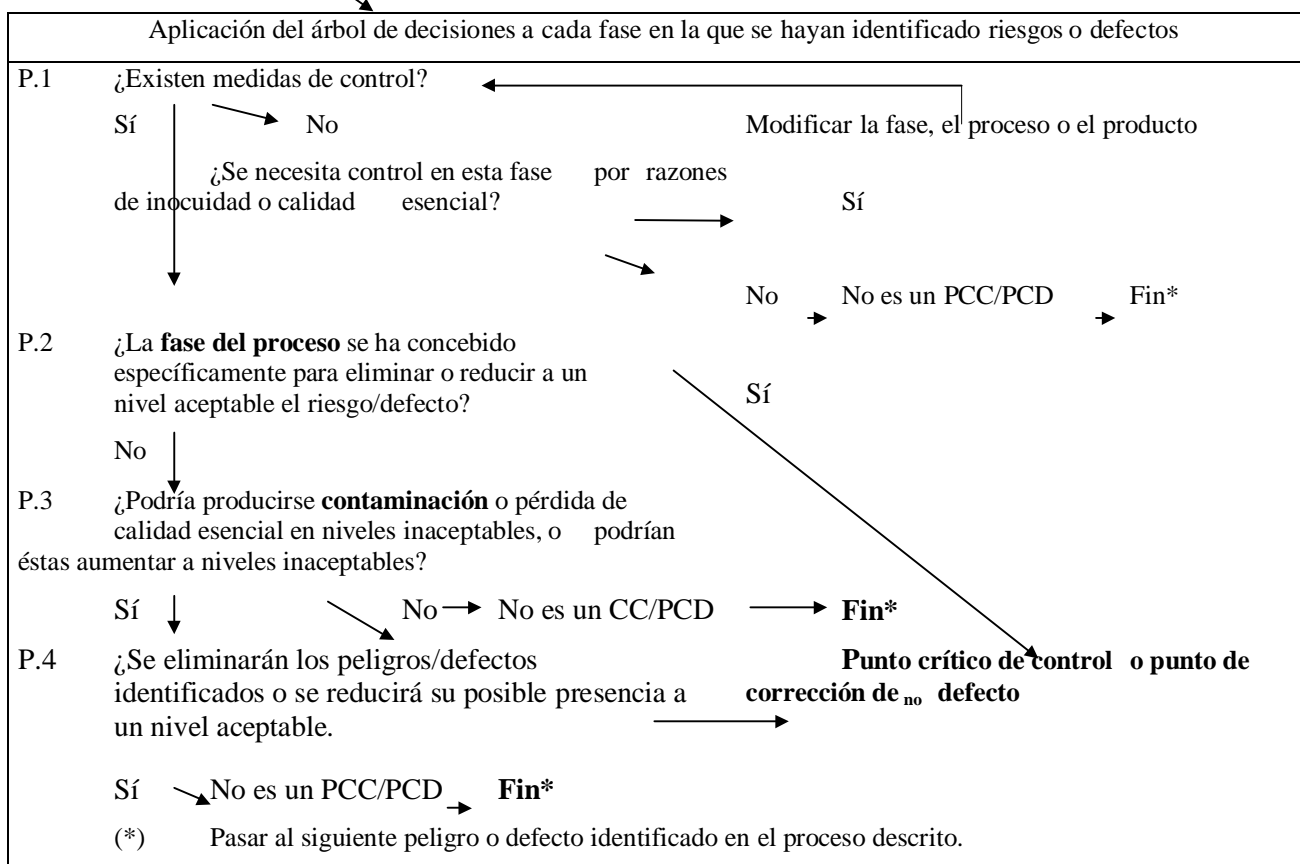 Aplicación del árbol de decisiones a cada fase en la que se hayan identificado riesgos o defectos
P.1 ¿Existen medidas de control?
Sí No Modificar la fase, el proceso o el producto
¿Se necesita control en esta fase por razones
de inocuidad o calidad esencial? Sí
No No es un PCC/PCD Fin*
P.2 ¿La fase del proceso se ha concebido
específicamente para eliminar o reducir a un
nivel aceptable el riesgo/defecto? Sí
No
P.3 ¿Podría producirse contaminación o pérdida de
calidad esencial en niveles inaceptables, o podrían
éstas aumentar a niveles inaceptables?
Sí No No es un CC/PCD Fin*
P.4 ¿Se eliminarán los peligros/defectos Punto crítico de control o punto de
identificados o se reducirá su posible presencia a corrección de no defecto
un nivel aceptable.
Sí No es un PCC/PCD Fin*
(*) Pasar al siguiente peligro o defecto identificado en el proceso descrito.